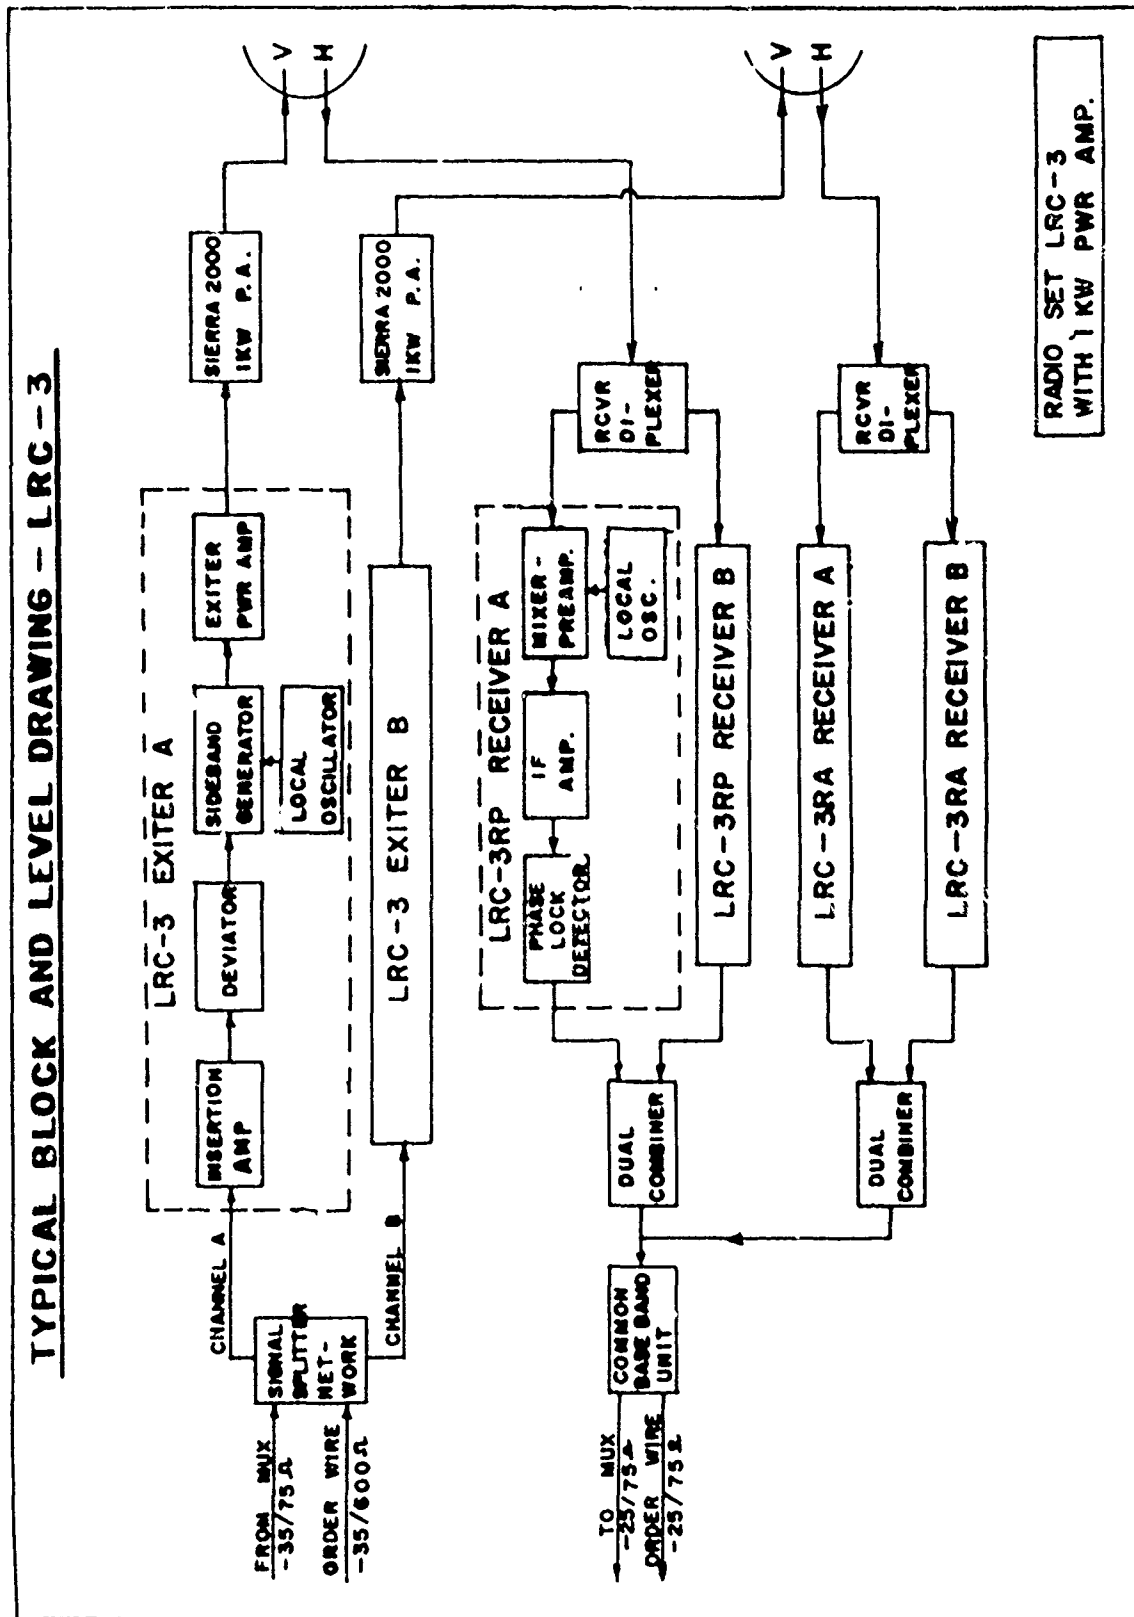 TYPICAL BLOCK AND LEVEL DRAWING - LRC-3
FROM MUX
-35/75Ω
ORDER WIRE
-35/600Ω
SIGNAL
SPLITTER
NET-
WORK
CHANNEL A
CHANNEL B
LRC-3 EXITER A
INSERTION
AMP
DEVIATOR
SIDEBAND
GENERATOR
LOCAL
OSCILLATOR
EXITER
PWR AMP
SIERRA 2000
1KW P.A.
LRC-3 EXITER B
SIERRA 2000
1KW P.A.
V
H
V
H
TO MUX
-25/75Ω
ORDER WIRE
-25/75Ω
COMMON
BASE BAND
UNIT
DUAL
COMBINER
DUAL
COMBINER
LRC-3RP RECEIVER A
PHASE
LOCK
DETECTOR
IF
AMP.
MIXER-
PREAMP.
LOCAL
OSC.
LRC-3RP RECEIVER B
LRC-3RA RECEIVER A
LRC-3RA RECEIVER B
RCVR
DI-
PLEXER
RCVR
DI-
PLEXER
RADIO SET LRC-3
WITH 1 KW PWR AMP.